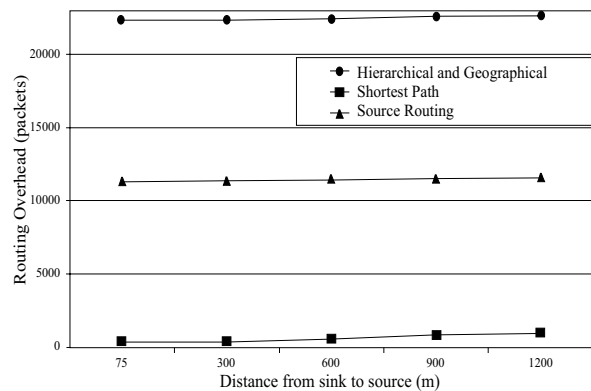 20000
15000
10000
5000
0
Routing Overhead (packets)
Hierarchical and Geographical
Shortest Path
Source Routing
75 300 600 900 1200
Distance from sink to source (m)